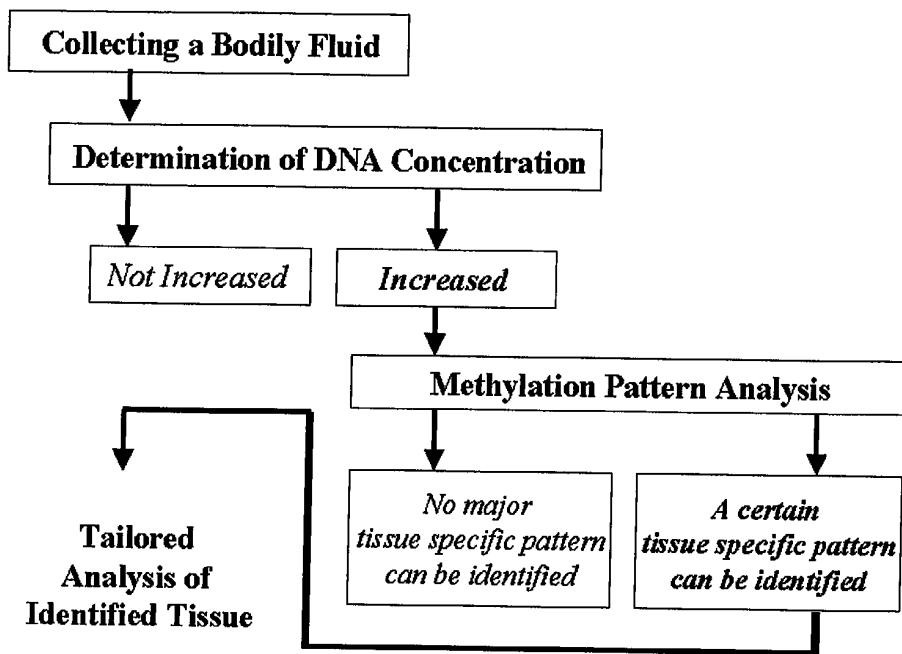 Collecting a Bodily Fluid
Determination of DNA Concentration
Not Increased
Increased
Methylation Pattern Analysis
No major
tissue specific pattern
can be identified
A certain
tissue specific pattern
can be identified
Tailored
Analysis of
Identified Tissue